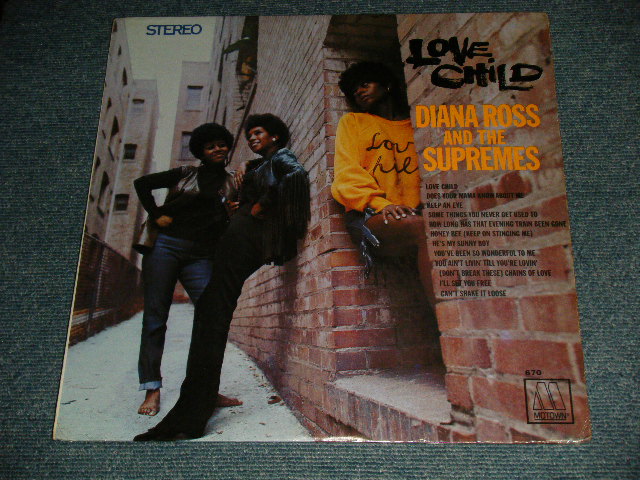 STEREO
LOVE
CHILD
DIANA ROSS
AND THE
SUPREMES
Love
LOVE CHILD
DOES YOUR MAMA KNOW ABOUT ME
KEEP AN EYE
SOME THINGS YOU NEVER GET USED TO
HOW LONG HAS THAT EVENING TRAIN BEEN GONE
HONEY BEE (KEEP ON STINGING ME)
HE'S MY SUNNY BOY
YOU'VE BEEN SO WONDERFUL TO ME
YOU AIN'T LIVIN' TILL YOU'RE LOVIN'
(DON'T BREAK THESE) CHAINS OF LOVE
I'LL SET YOU FREE
CAN'T SHAKE IT LOOSE
670
M
MOTOWN